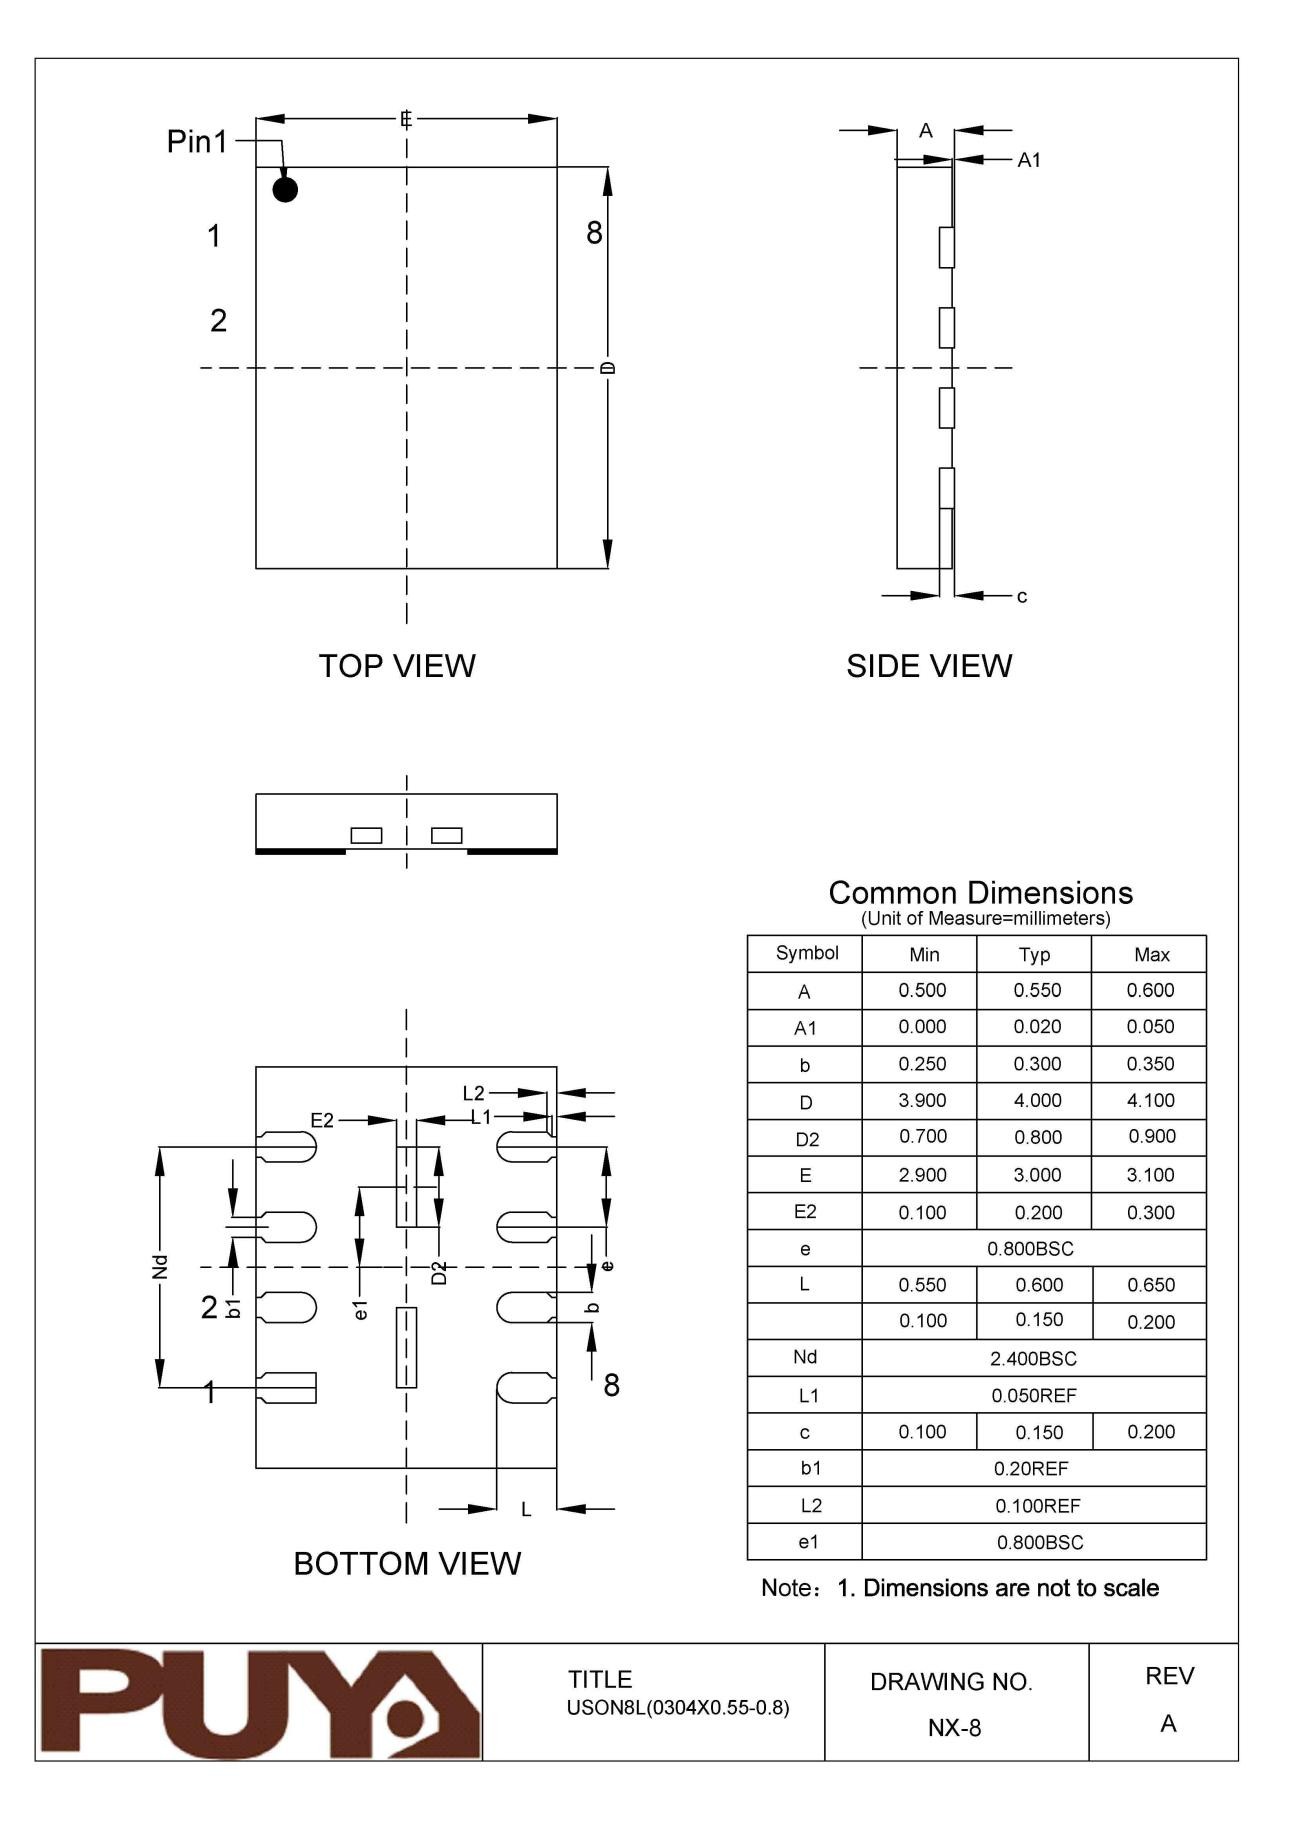 E
Pin1
A
A1
1
8
2
D
c
TOP VIEW
SIDE VIEW
Common Dimensions
(Unit of Measure=millimeters)
Symbol Min Typ Max
A 0.500 0.550 0.600
A1 0.000 0.020 0.050
b 0.250 0.300 0.350
D 3.900 4.000 4.100
D2 0.700 0.800 0.900
E 2.900 3.000 3.100
E2 0.100 0.200 0.300
e 0.800BSC
L 0.550 0.600 0.650
0.100 0.150 0.200
Nd 2.400BSC
L1 0.050REF
c 0.100 0.150 0.200
b1 0.20REF
L2 0.100REF
e1 0.800BSC
L2
E2
L1
Nd
D2
e
2
b1
e1
b
1
8
L
BOTTOM VIEW
Note: 1. Dimensions are not to scale
PUYA
TITLE
USON8L(0304X0.55-0.8)
DRAWING NO.
NX-8
REV
A